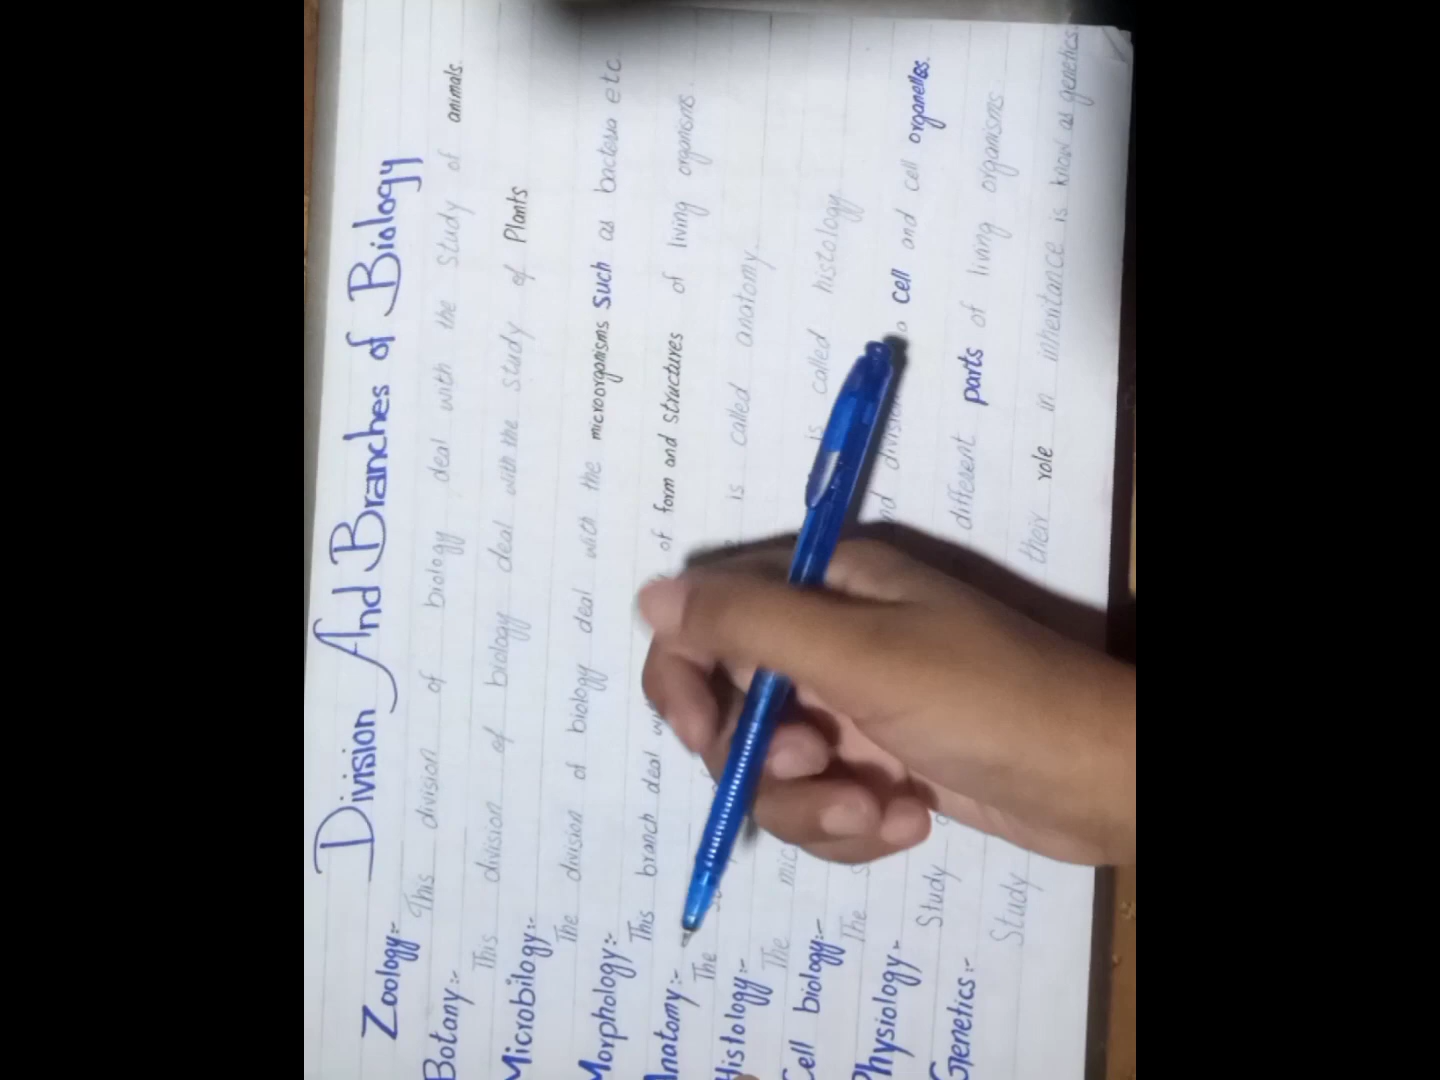 Division And Branches of Biology
Zoology:-
This division of biology deal with the study of animals.
Botany:-
This division of biology deal with the study of Plants
Microbilogy:-
The division of biology deal with the microorganisms Such as bacteria etc
Morphology:-
This branch deal of form and structures of living organisms.
Anatomy:-
The is called anatomy.
Histology:-
The is called histology
Cell biology:-
The division a cell and cell organelles.
Physiology-
Study different parts of living organisms
Genetics:-
Study their role in inheritance is know as genetics.